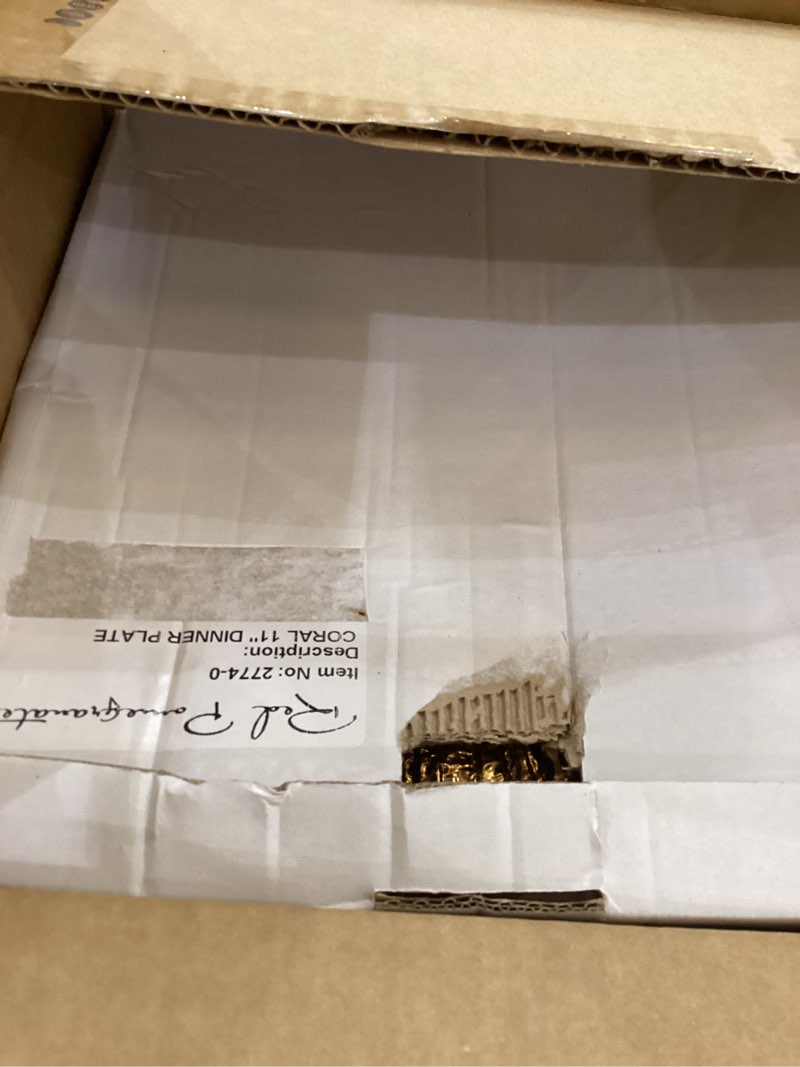 Red Pomegranate
Item No: 2774-0
Description:
CORAL 11" DINNER PLATE